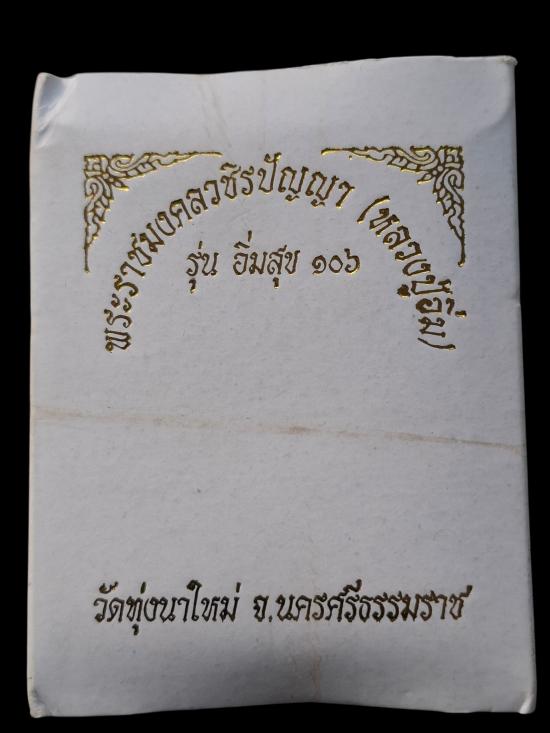 พระราชมงคลวชิรปัญญา (หลวงปู่อิ่ม)
รุ่น อิ่มสุข ๑๐๖
วัดทุ่งนาใหม่ จ.นครศรีธรรมราช